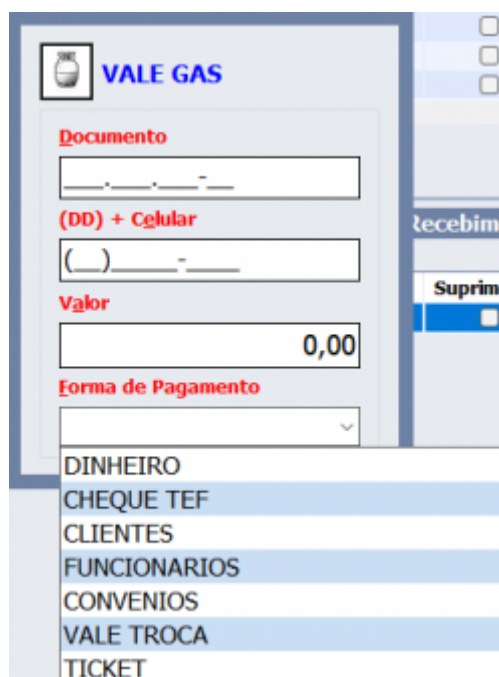 VALE GAS
Documento
___.___.___-__
(DD) + Celular
(__)_____-____
Recebim
Valor
Suprim
0,00
Forma de Pagamento
DINHEIRO
CHEQUE TEF
CLIENTES
FUNCIONARIOS
CONVENIOS
VALE TROCA
TICKET